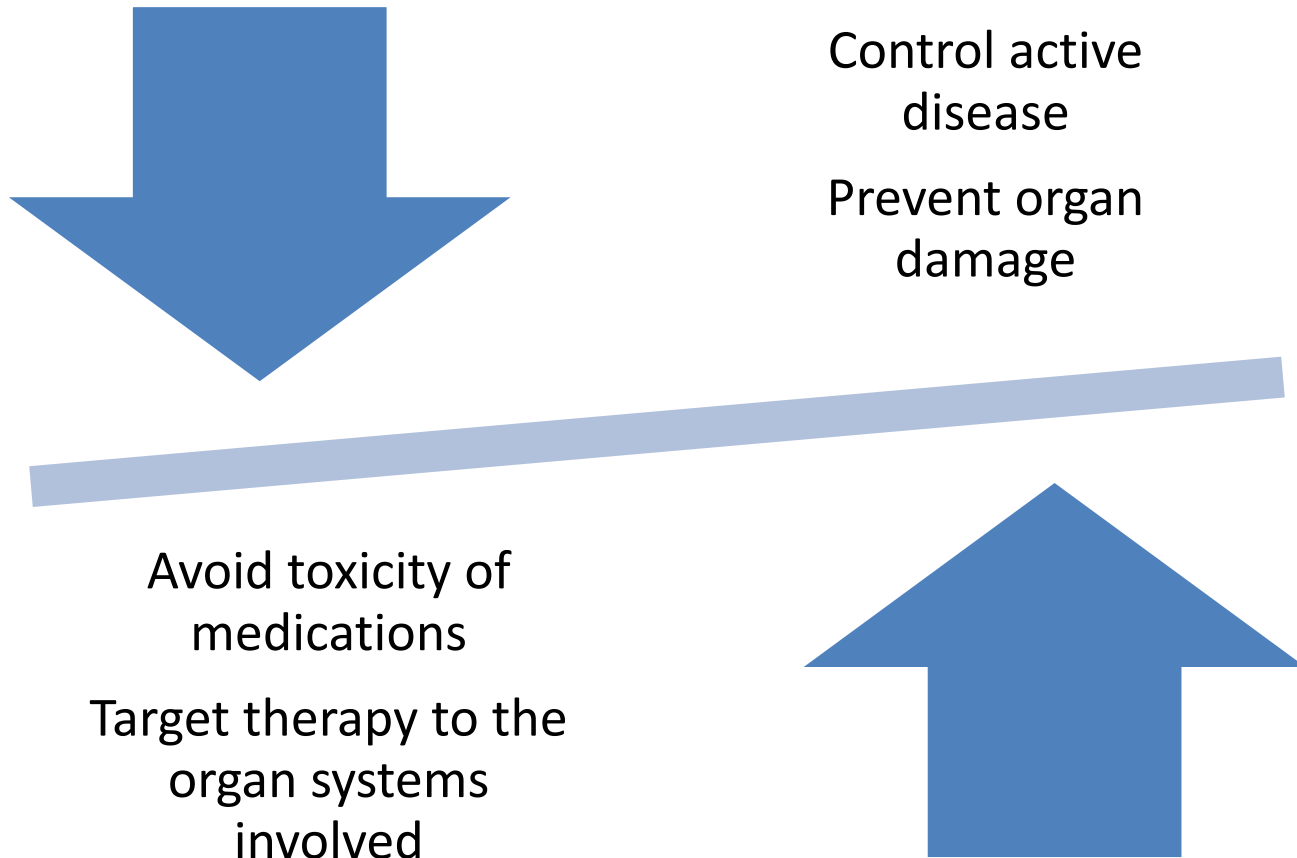 Control active
disease
Prevent organ
damage
Avoid toxicity of
medications
Target therapy to the
organ systems
involved